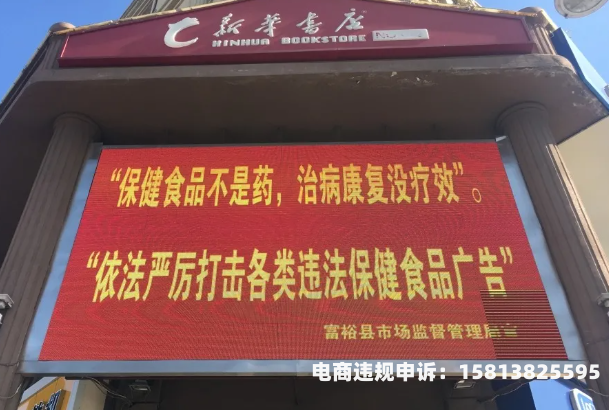 新华书店
XINHUA BOOKSTORE
“保健食品不是药，治病康复没疗效”。
“依法严厉打击各类违法保健食品广告”
富裕县市场监督管理局宣
电商违规申诉：15813825595